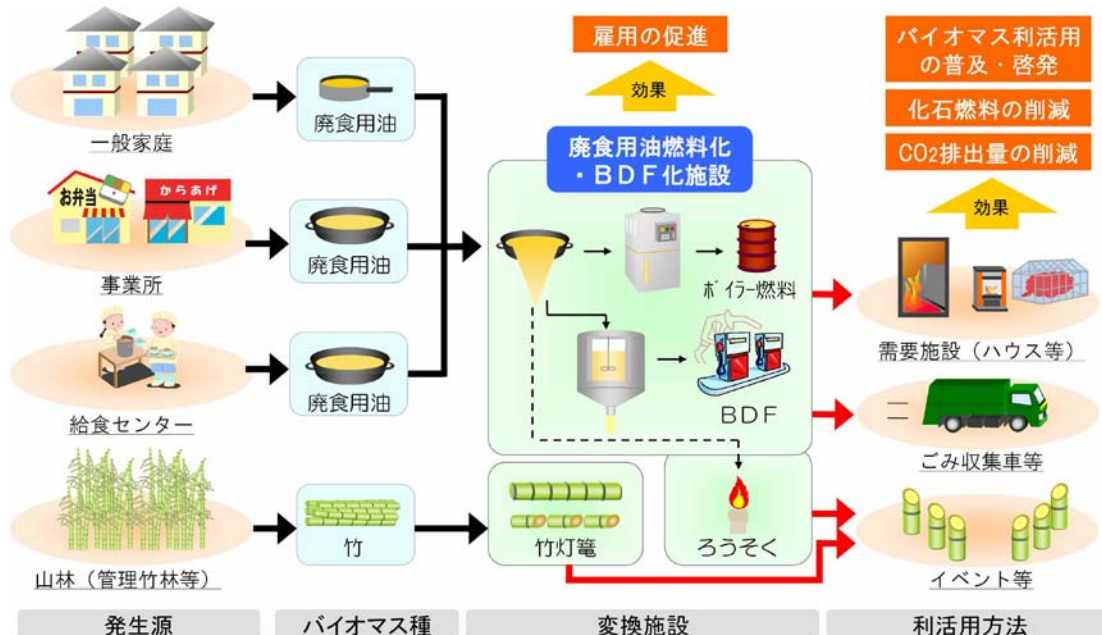 雇用の促進
バイオマス利活用
の普及・啓発
化石燃料の削減
CO2排出量の削減
効果
効果
廃食用油燃料化
・BDF化施設
一般家庭
廃食用油
お弁当
からあげ
事業所
廃食用油
ボイラー燃料
需要施設（ハウス等）
給食センター
廃食用油
BDF
ごみ収集車等
山林（管理竹林等）
竹
竹灯篭
ろうそく
イベント等
発生源
バイオマス種
変換施設
利活用方法